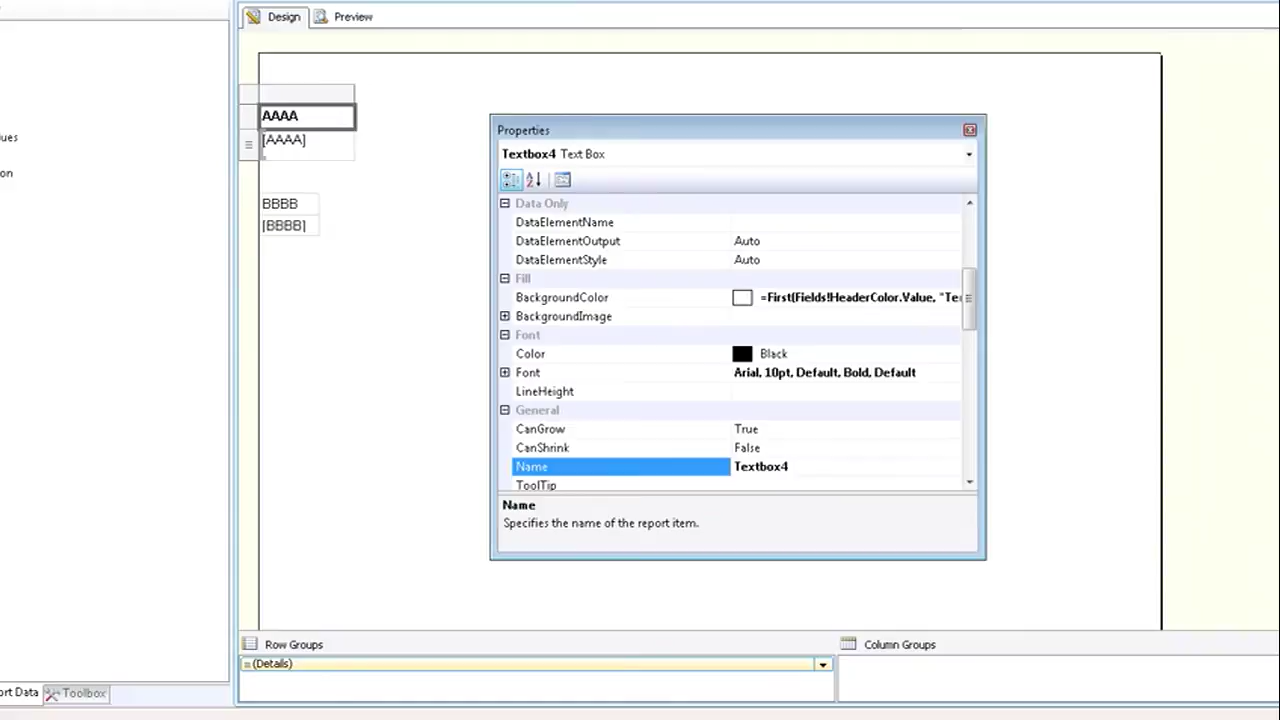 Design Preview
AAAA
[AAAA]
BBBB
[BBBB]
ues
on
Properties
Textbox4 Text Box
Data Only
DataElementName
DataElementOutput Auto
DataElementStyle Auto
Fill
BackgroundColor =First(Fields!HeaderColor.Value, "Te
BackgroundImage
Font
Color Black
Font Arial, 10pt, Default, Bold, Default
LineHeight
General
CanGrow True
CanShrink False
Name Textbox4
ToolTip
Name
Specifies the name of the report item.
Row Groups Column Groups
(Details)
ort Data Toolbox